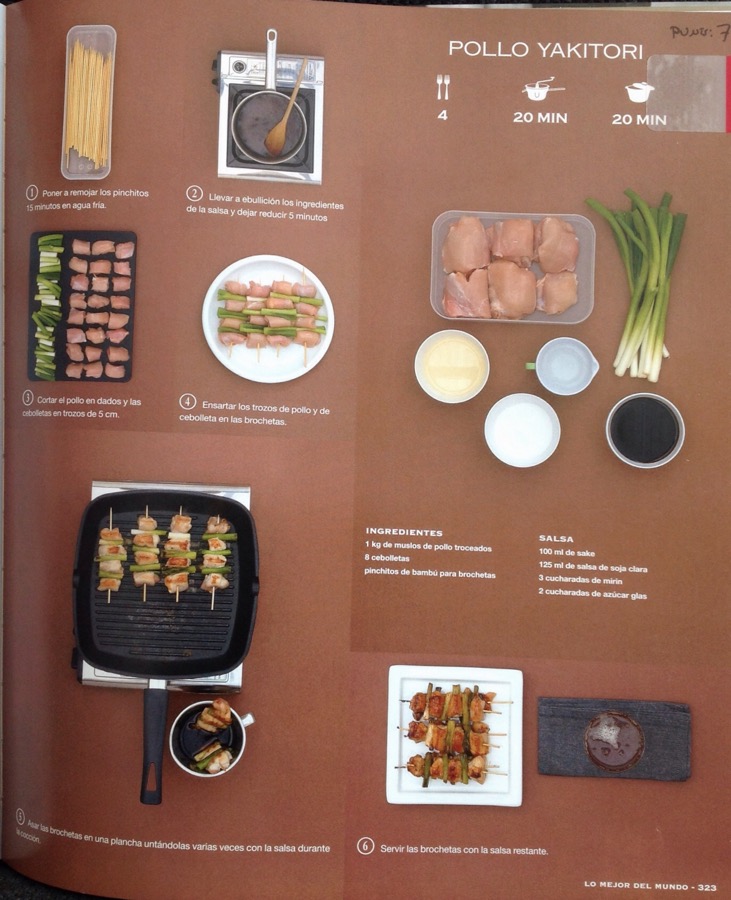 PUNU: 7
POLLO YAKITORI
4
20 MIN
20 MIN
1 Poner a remojar los pinchitos
15 minutos en agua fría.
2 Llevar a ebullición los ingredientes
de la salsa y dejar reducir 5 minutos
3 Cortar el pollo en dados y las
cebolletas en trozos de 5 cm.
4 Ensartar los trozos de pollo y de
cebolleta en las brochetas.
INGREDIENTES
1 kg de muslos de pollo troceados
8 cebolletas
pinchitos de bambú para brochetas
SALSA
100 ml de sake
125 ml de salsa de soja clara
3 cucharadas de mirin
2 cucharadas de azúcar glas
5 Asar las brochetas en una plancha untándolas varias veces con la salsa durante
la cocción.
6 Servir las brochetas con la salsa restante.
LO MEJOR DEL MUNDO - 323